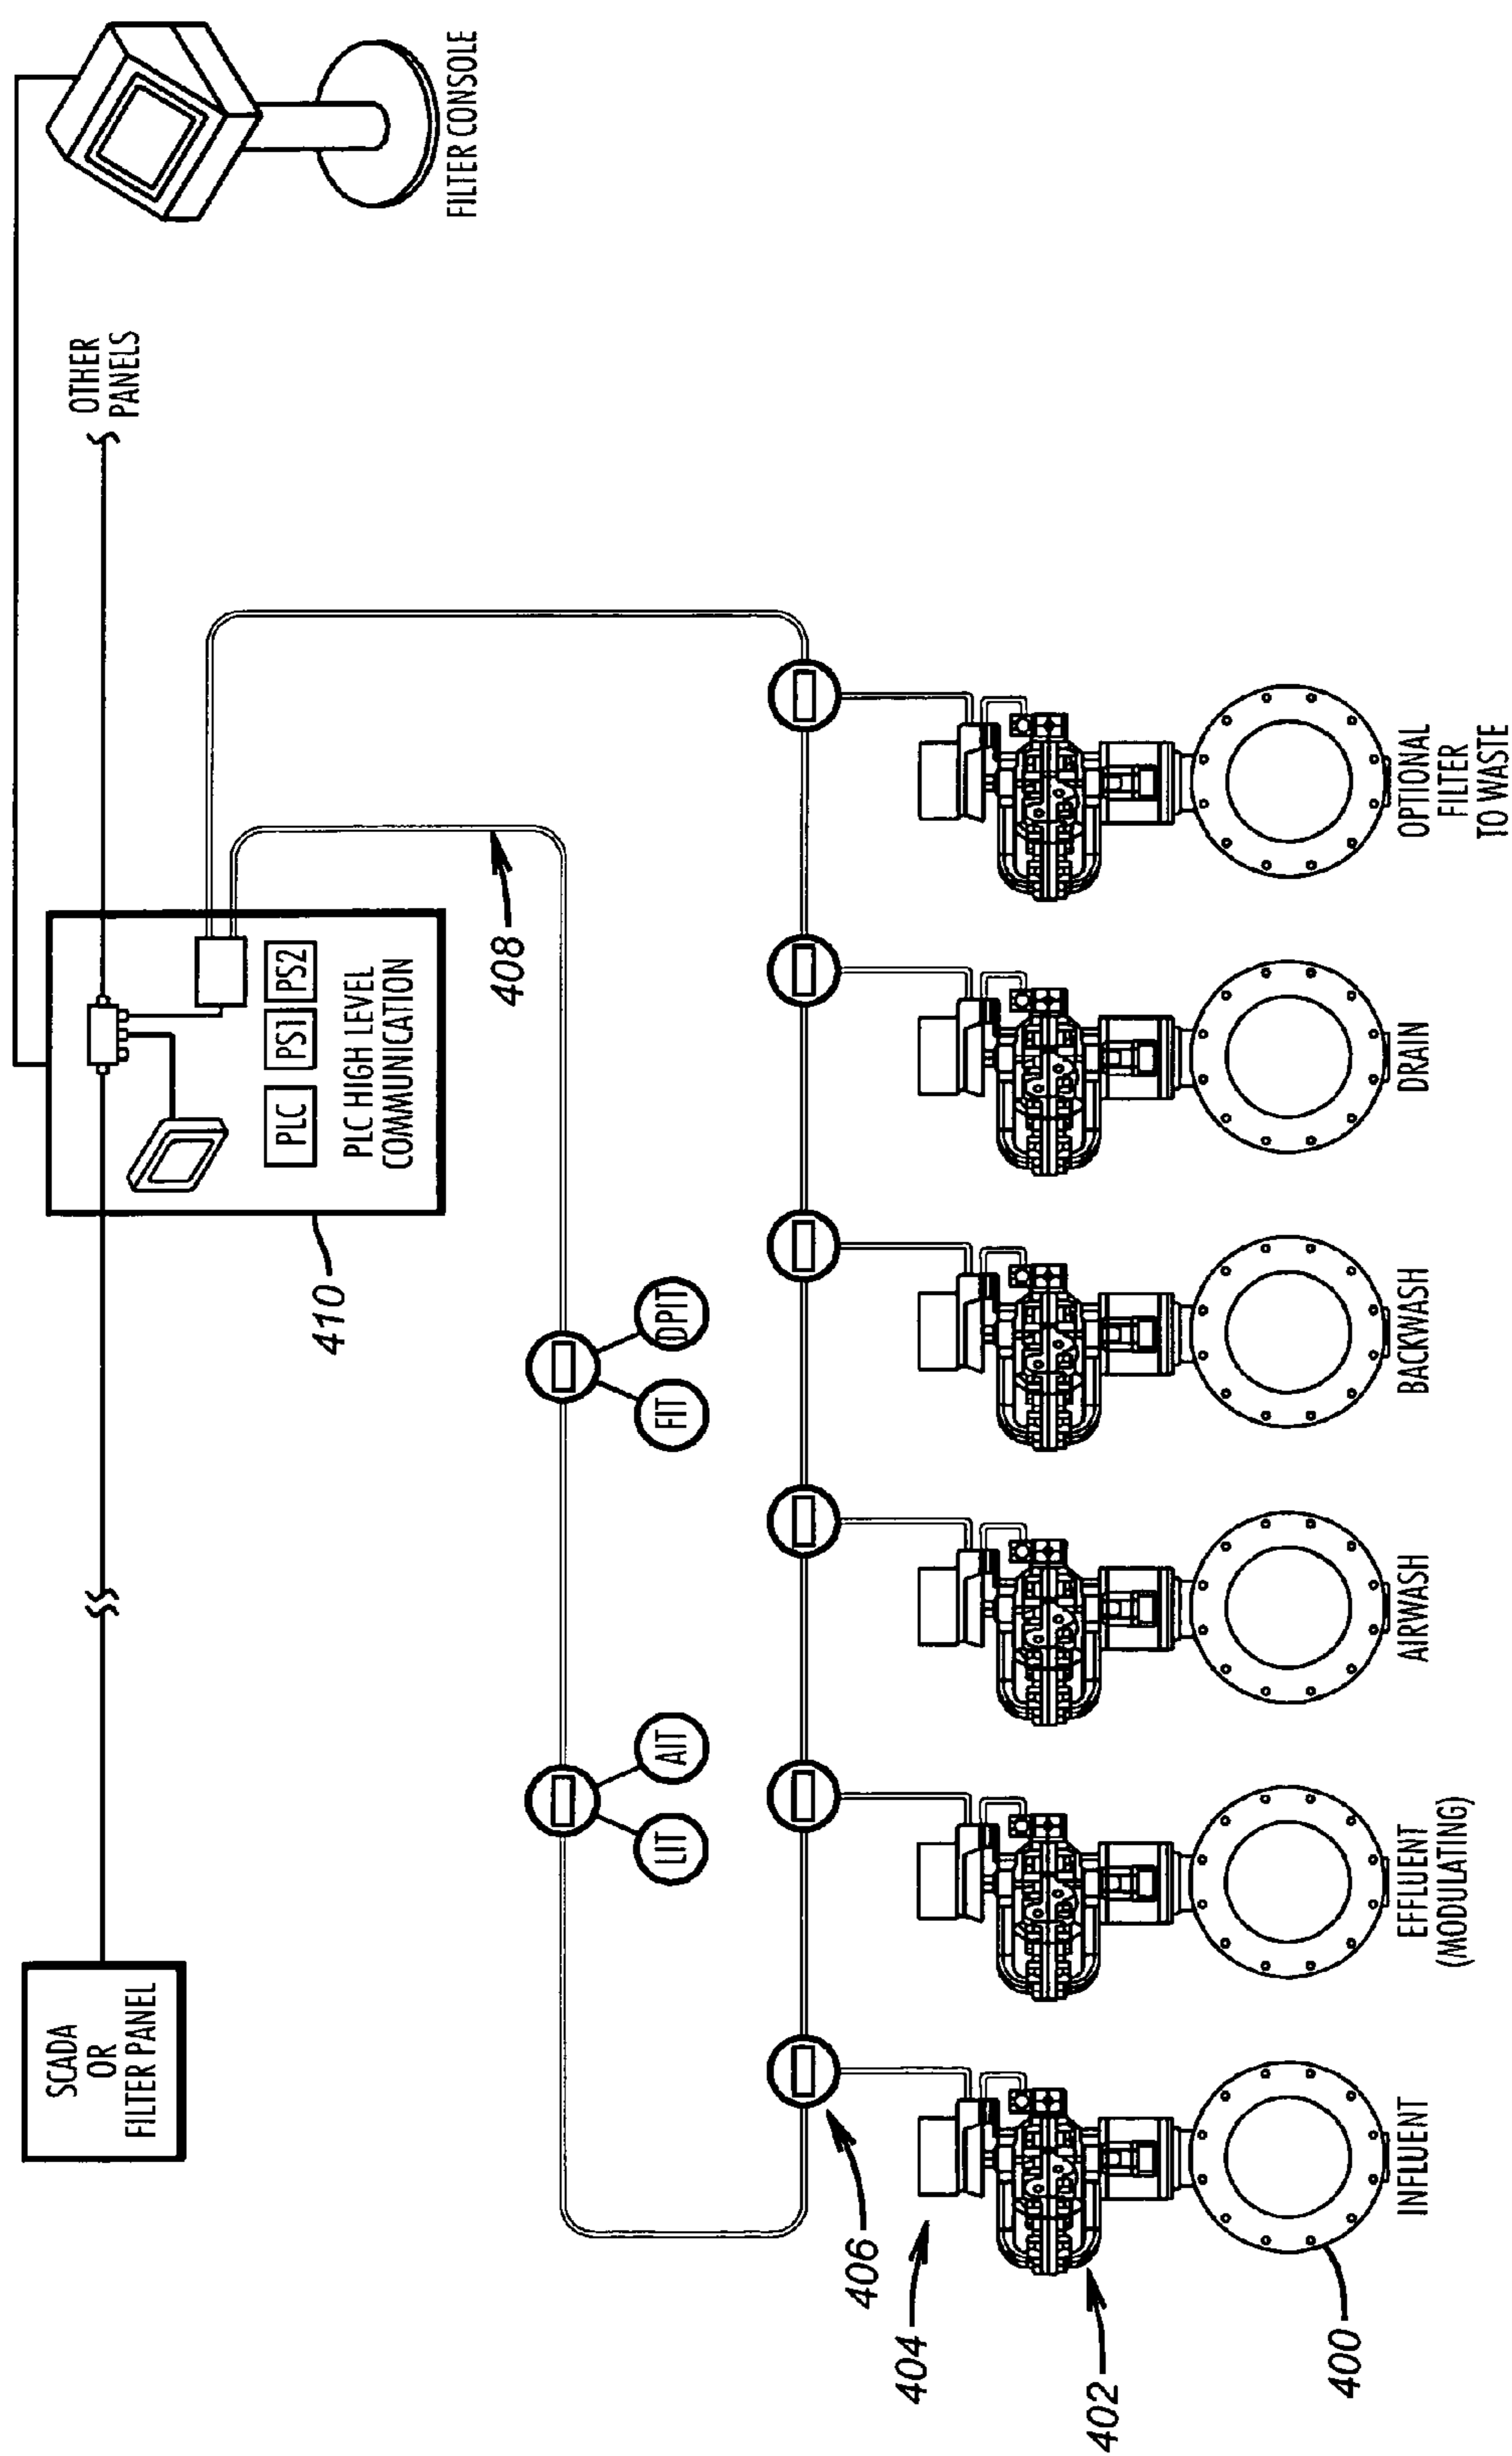 SCADA
OR
FILTER PANEL
OTHER
PANELS
FILTER CONSOLE
PLC
PS1
PS2
PLC HIGH LEVEL
COMMUNICATION
410
408
LIT
AIT
FIT
DPIT
406
404
402
400
INFLUENT
EFFLUENT
(MODULATING)
AIRWASH
BACKWASH
DRAIN
OPTIONAL
FILTER
TO WASTE